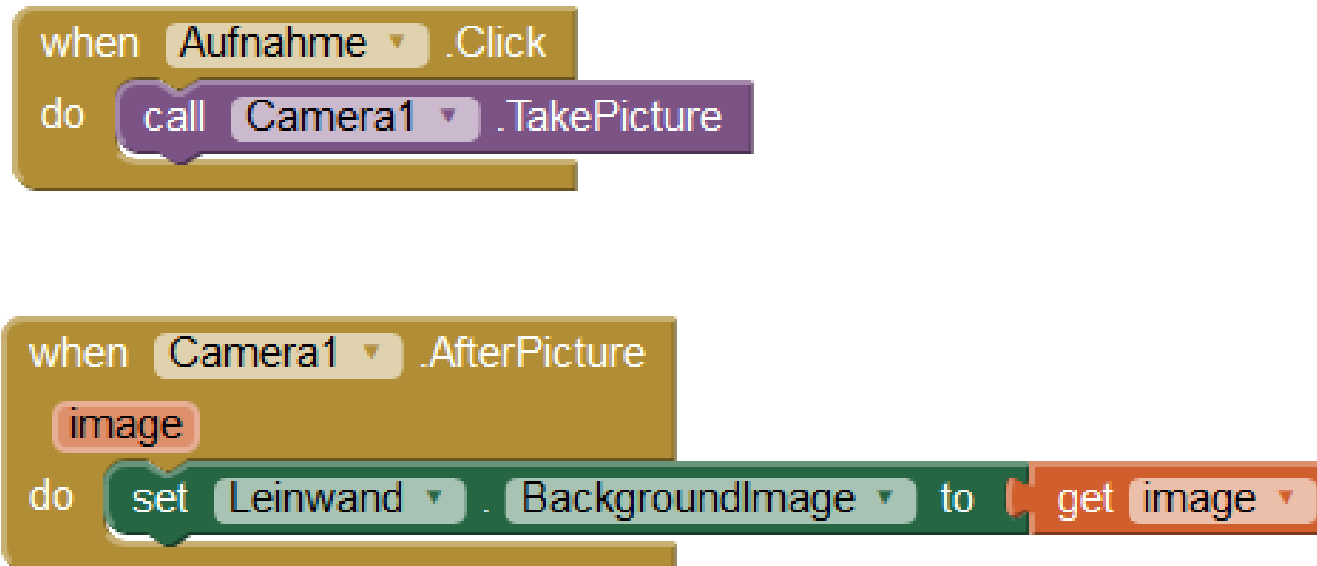 when Aufnahme .Click
do call Camera1 .TakePicture
when Camera1 .AfterPicture
image
do set Leinwand . BackgroundImage to get image